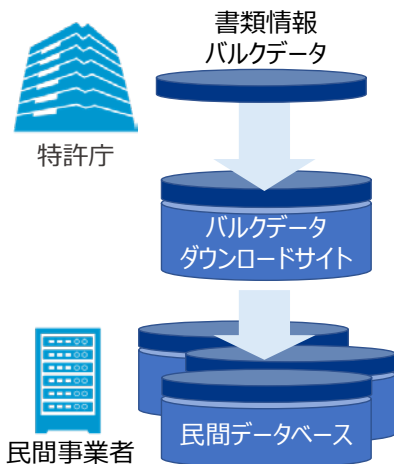 書類情報
バルクデータ
特許庁
バルクデータ
ダウンロードサイト
民間データベース
民間事業者